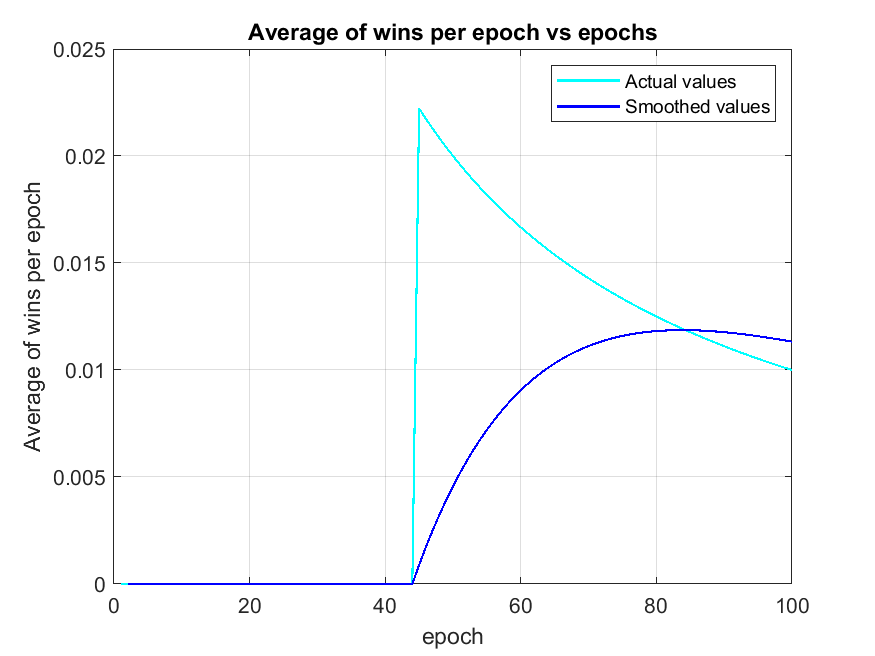 Average of wins per epoch vs epochs
Actual values
Smoothed values
Average of wins per epoch
0.025
0.02
0.015
0.01
0.005
0
0 20 40 60 80 100
epoch